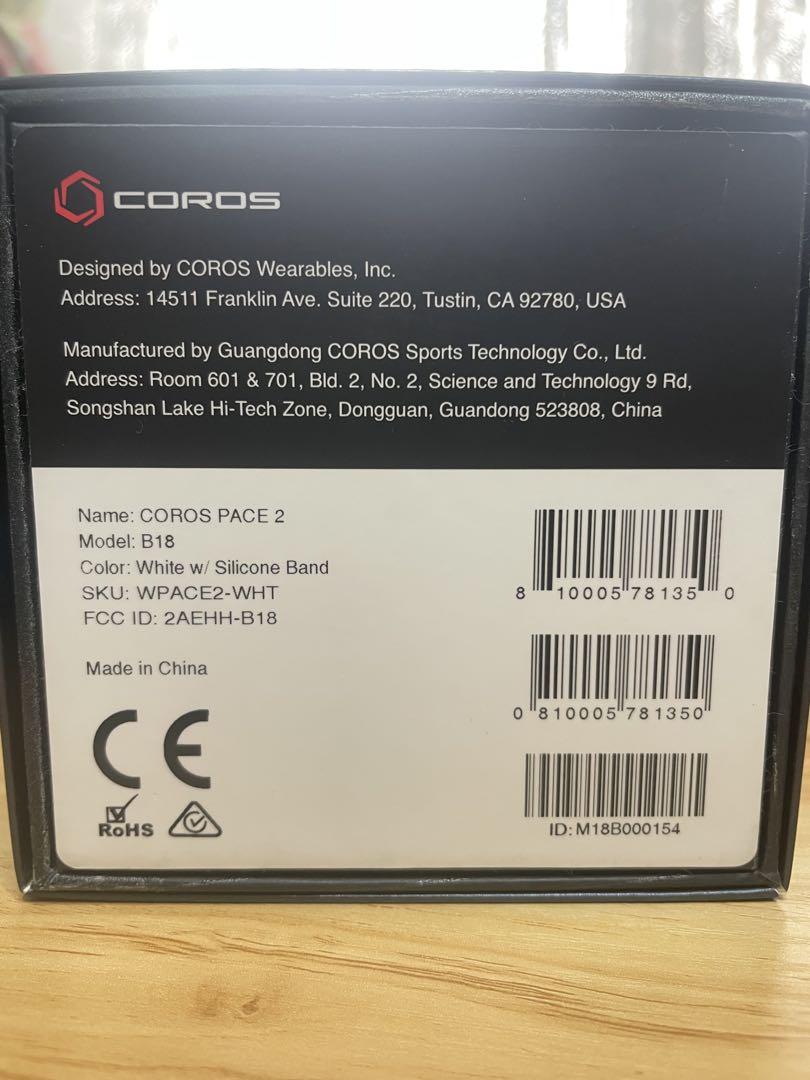 COROS
Designed by COROS Wearables, Inc.
Address: 14511 Franklin Ave. Suite 220, Tustin, CA 92780, USA
Manufactured by Guangdong COROS Sports Technology Co., Ltd.
Address: Room 601 & 701, Bld. 2, No. 2, Science and Technology 9 Rd,
Songshan Lake Hi-Tech Zone, Dongguan, Guandong 523808, China
Name: COROS PACE 2
Model: B18
Color: White w/ Silicone Band
SKU: WPACE2-WHT
FCC ID: 2AEHH-B18
Made in China
CE
RoHS
8 10005 78135 0
0 810005 781350
ID: M18B000154